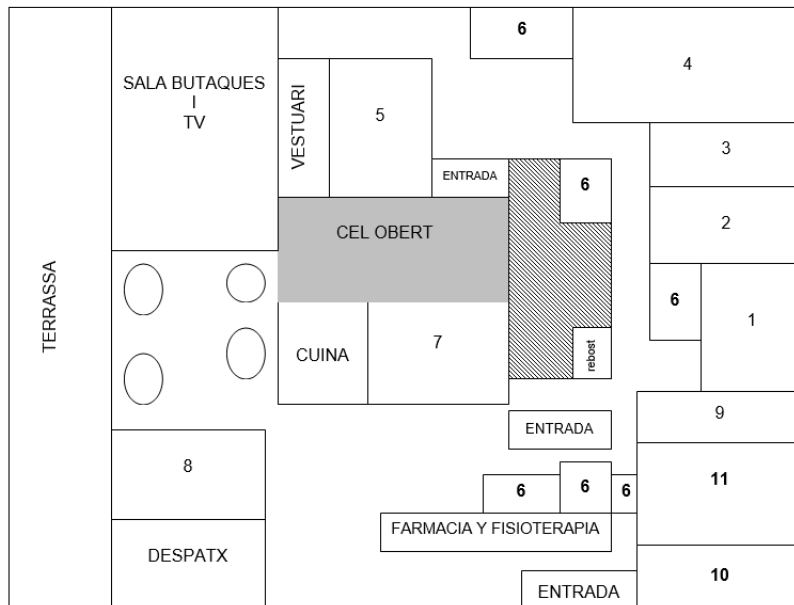 6
4
SALA BUTAQUES
I
TV
VESTUARI
5
3
ENTRADA
6
2
CEL OBERT
TERRASSA
6
1
CUINA
7
rebost
9
ENTRADA
8
11
6
6
6
FARMACIA Y FISIOTERAPIA
DESPATX
10
ENTRADA